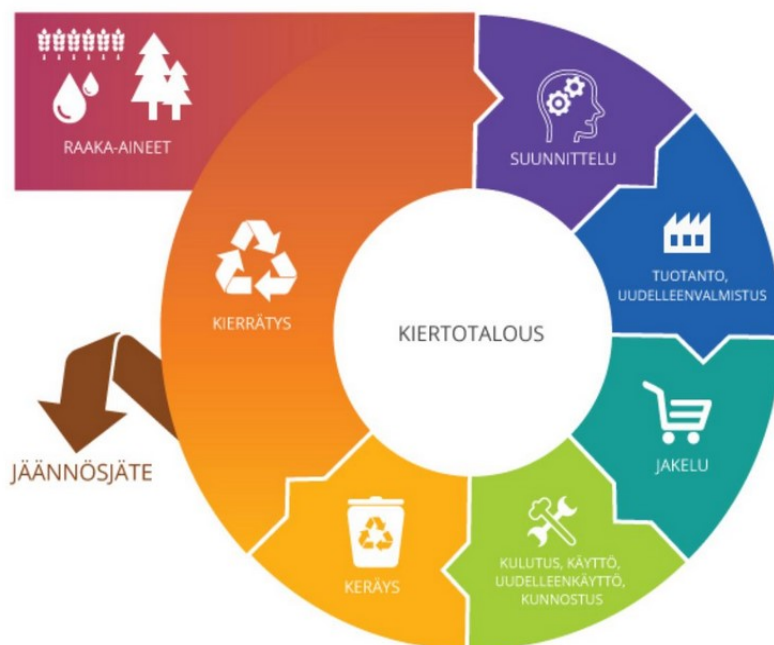 RAAKA-AINEET
SUUNNITTELU
TUOTANTO,
UUDELLEENVALMISTUS
KIERRÄTYS
KIERTOTALOUS
JAKELU
JÄÄNNÖSJÄTE
KULUTUS, KÄYTTÖ,
UUDELLEENKÄYTTÖ,
KUNNOSTUS
KERÄYS